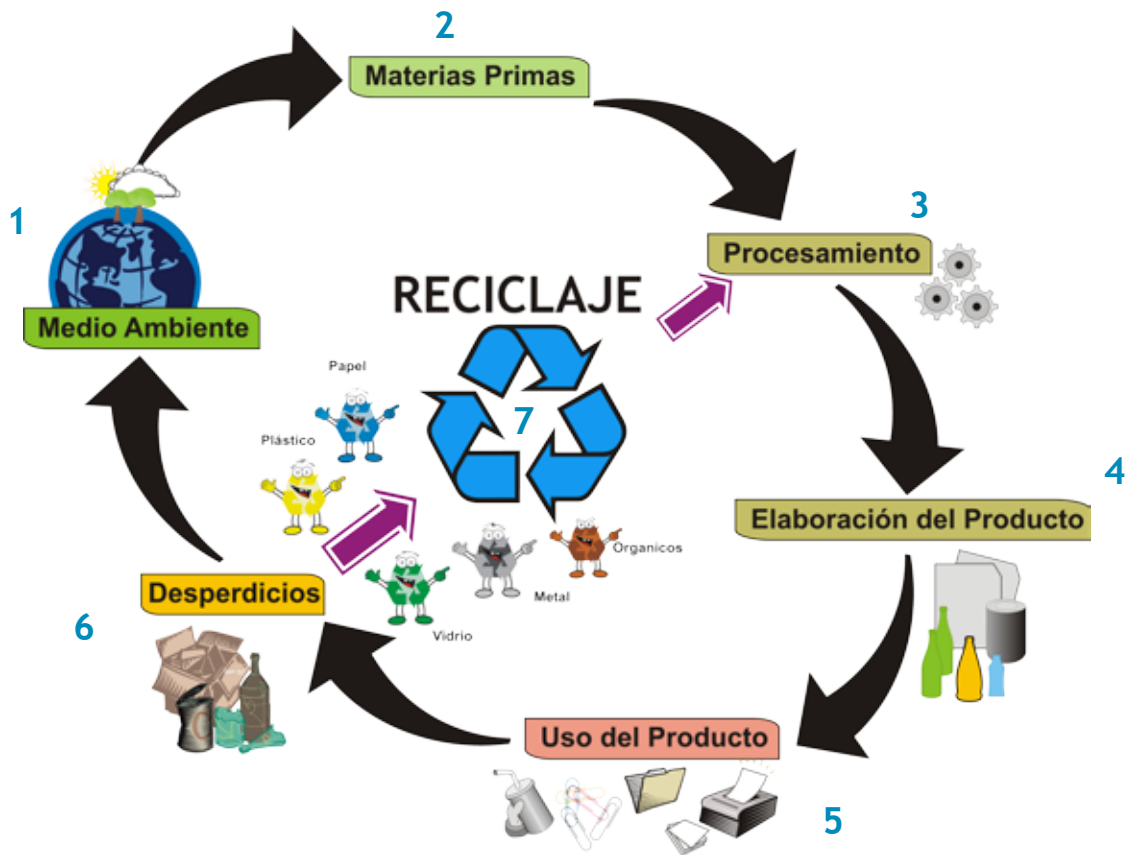 2
Materias Primas
1
3
Procesamiento
RECICLAJE
Medio Ambiente
Papel
7
Plástico
4
Elaboración del Producto
Organicos
Desperdicios
Metal
6
Vidrio
Uso del Producto
5